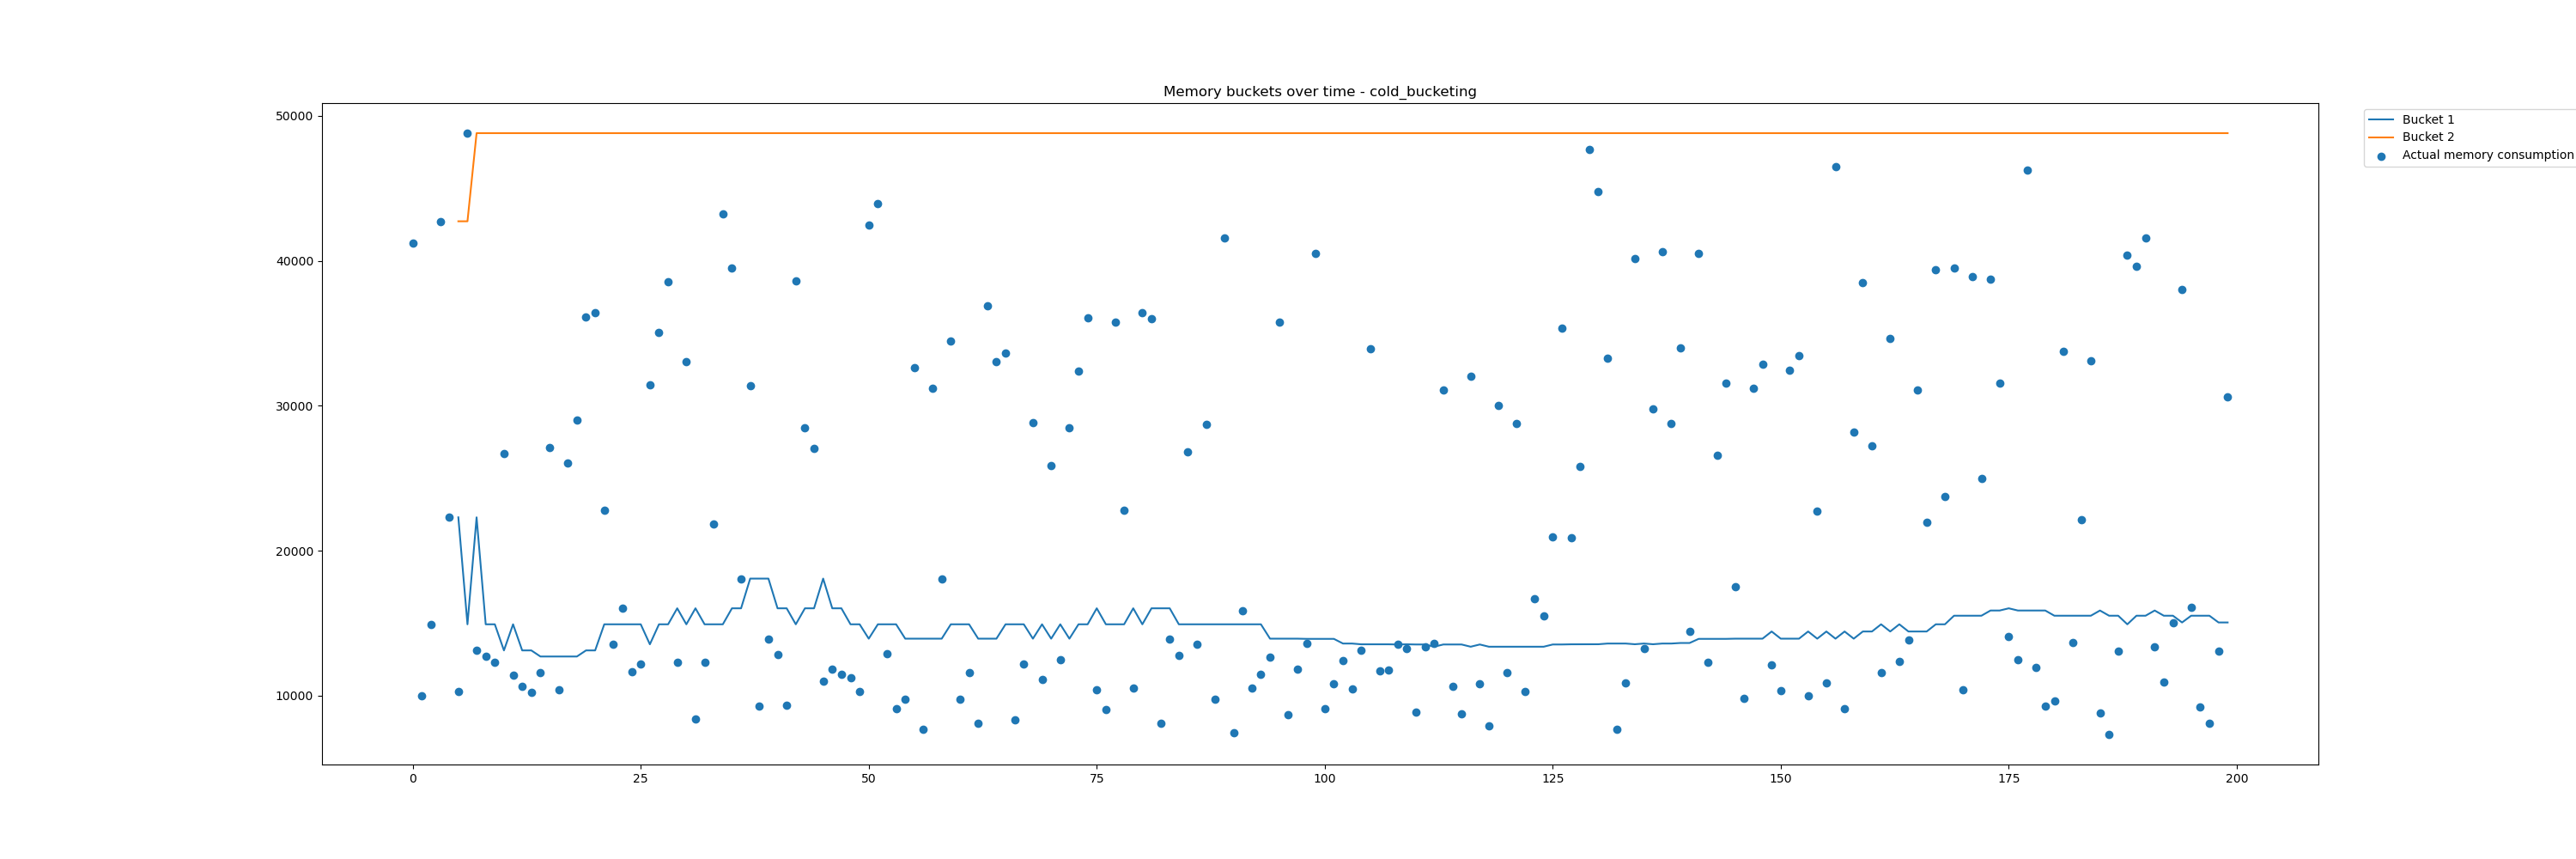 Memory buckets over time - cold_bucketing
50000
40000
30000
20000
10000
0 25 50 75 100 125 150 175 200
Bucket 1
Bucket 2
Actual memory consumption